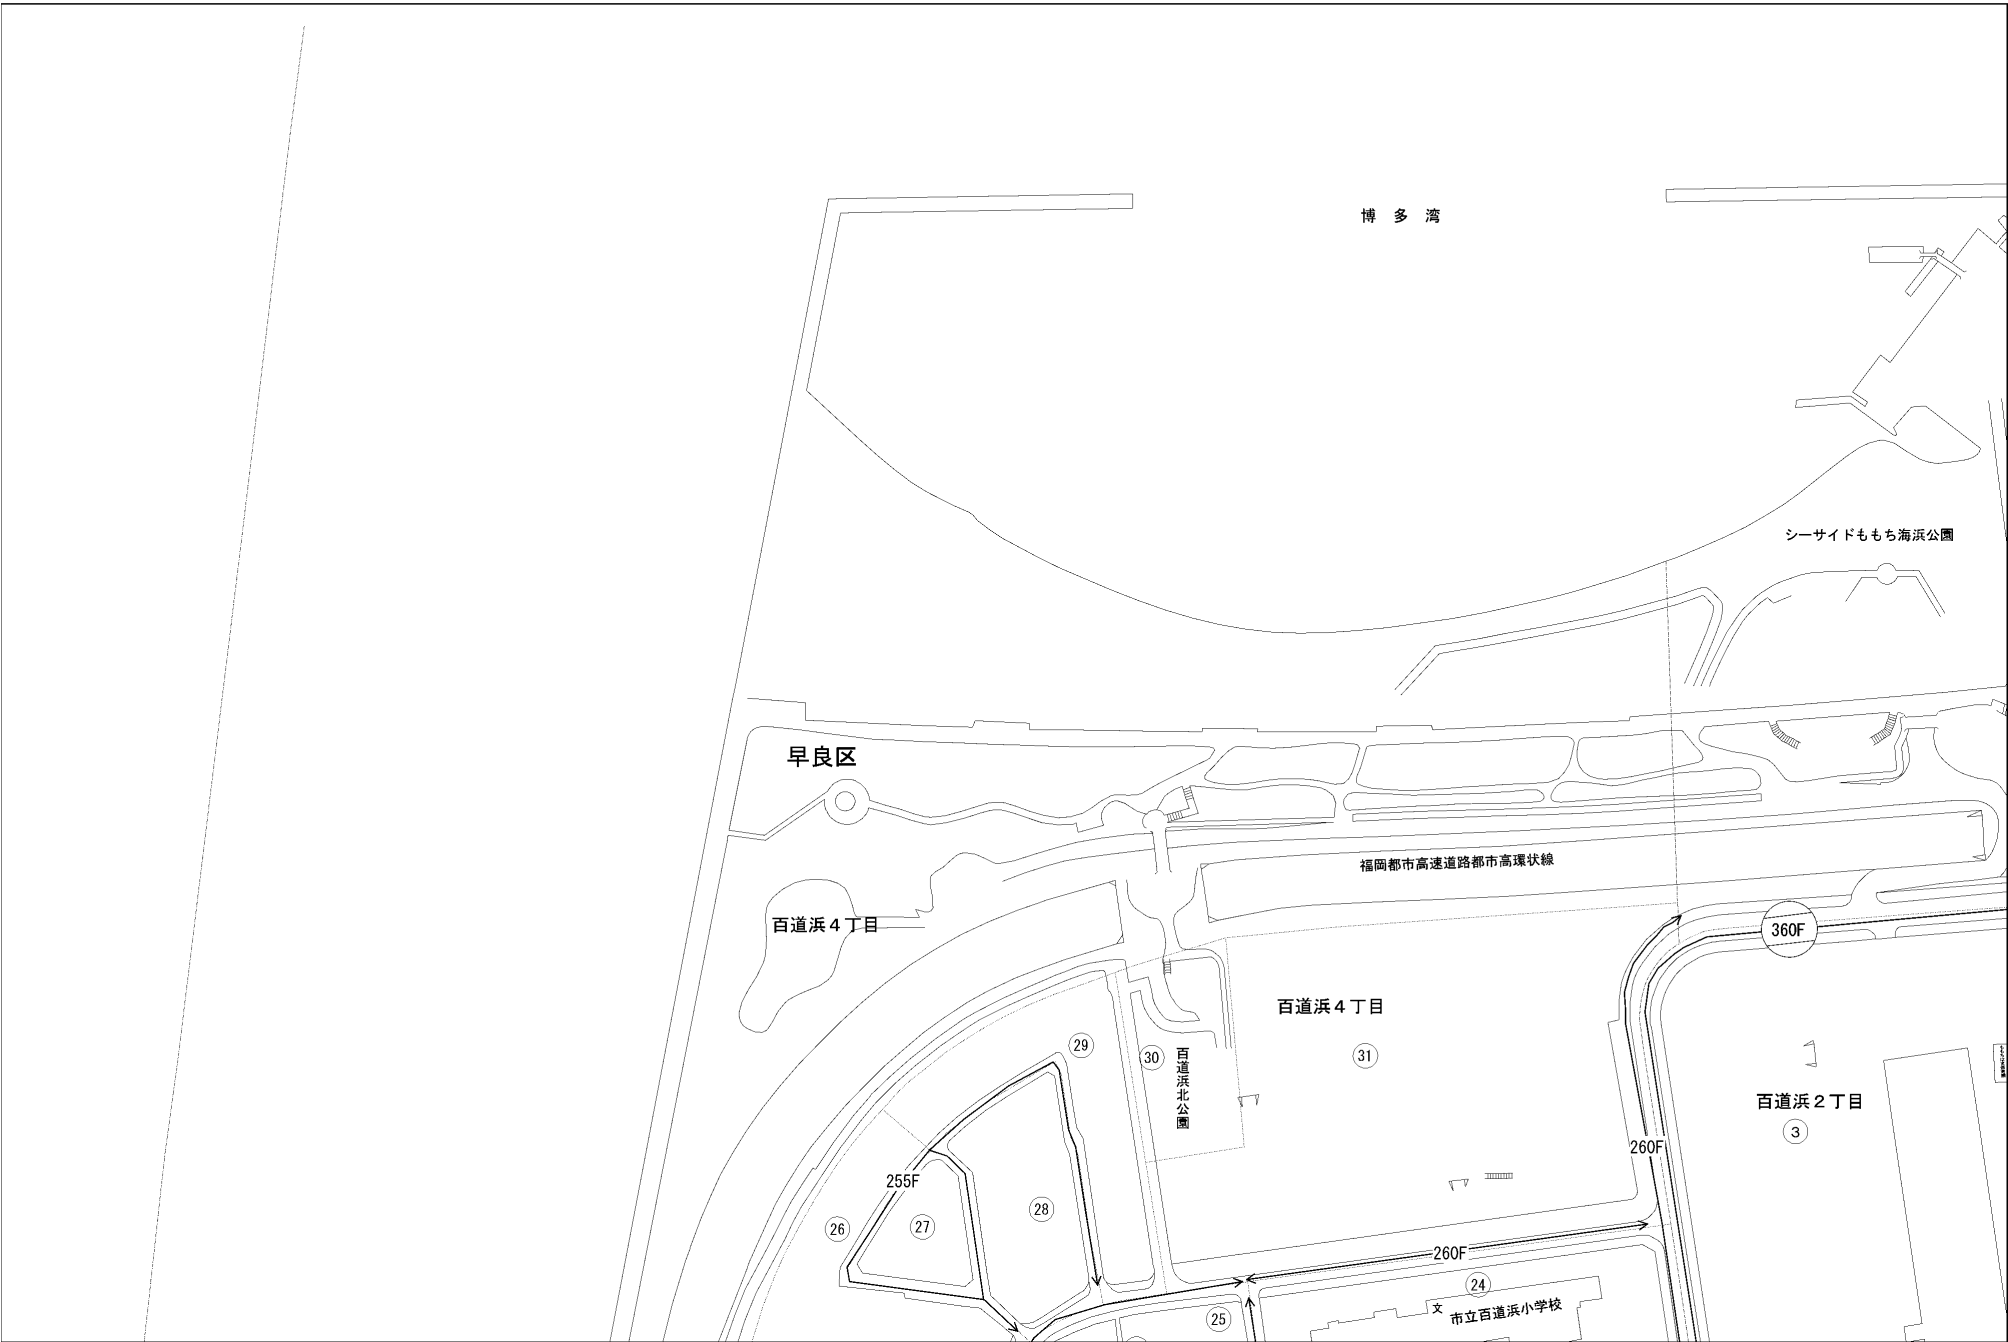 博多湾
シーサイドももち海浜公園
早良区
福岡都市高速道路都市高環状線
百道浜４丁目
360F
百道浜４丁目
29
30
百道浜北公園
31
百道浜２丁目
3
260F
255F
26
27
28
260F
24
文
市立百道浜小学校
25